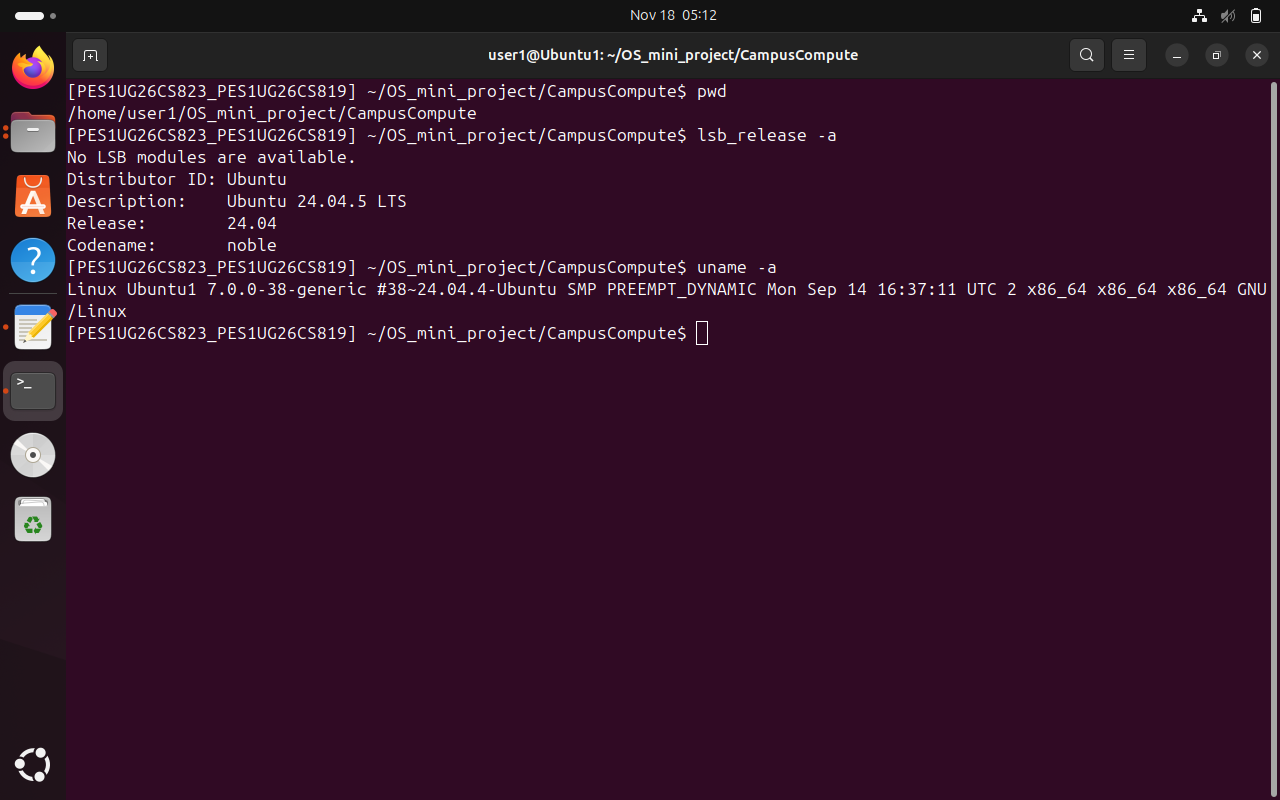 Nov 18 05:12
user1@Ubuntu1: ~/OS_mini_project/CampusCompute
[PES1UG26CS823_PES1UG26CS819] ~/OS_mini_project/CampusCompute$ pwd
/home/user1/OS_mini_project/CampusCompute
[PES1UG26CS823_PES1UG26CS819] ~/OS_mini_project/CampusCompute$ lsb_release -a
No LSB modules are available.
Distributor ID: Ubuntu
Description:    Ubuntu 24.04.5 LTS
Release:        24.04
Codename:       noble
[PES1UG26CS823_PES1UG26CS819] ~/OS_mini_project/CampusCompute$ uname -a
Linux Ubuntu1 7.0.0-38-generic #38~24.04.4-Ubuntu SMP PREEMPT_DYNAMIC Mon Sep 14 16:37:11 UTC 2 x86_64 x86_64 x86_64 GNU
/Linux
[PES1UG26CS823_PES1UG26CS819] ~/OS_mini_project/CampusCompute$